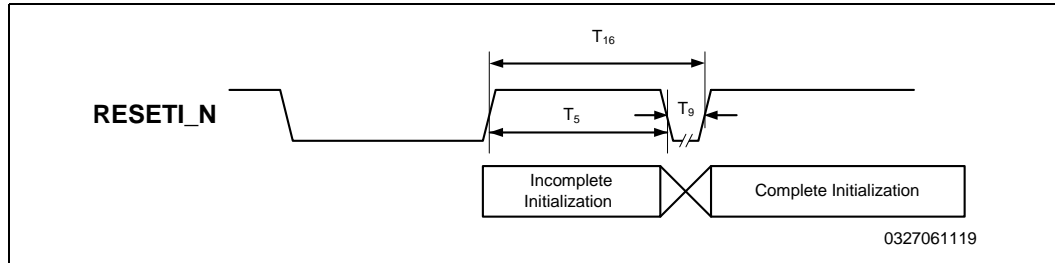 T16
RESETI_N
T9
T5
Incomplete
Initialization
Complete Initialization
0327061119